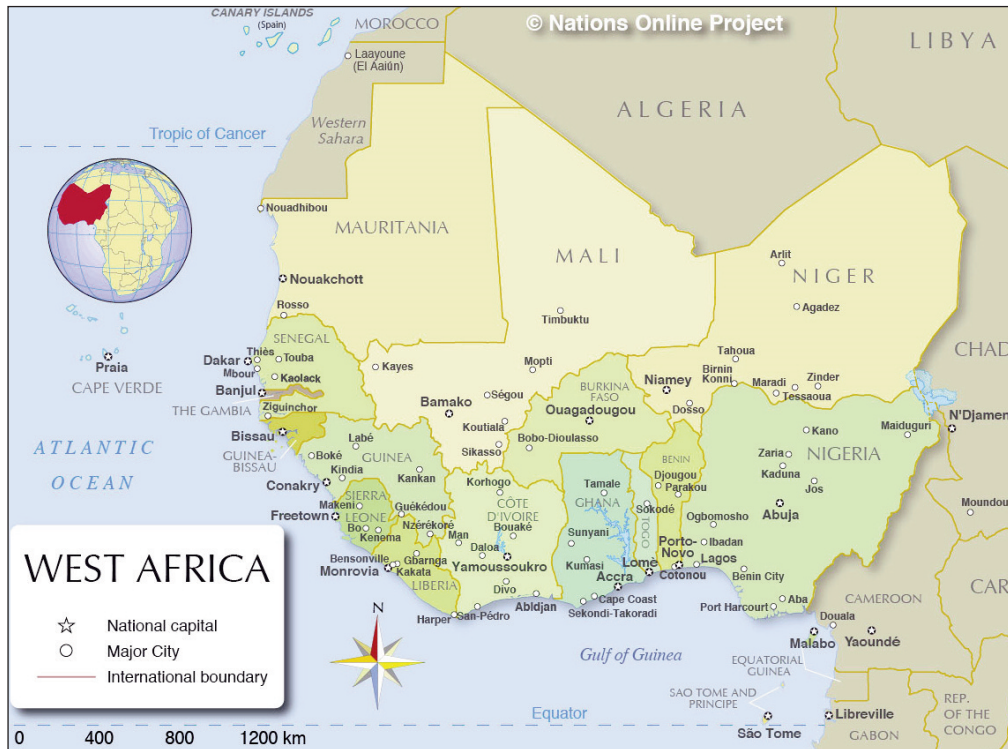 CANARY ISLANDS
(Spain)
MOROCCO
© Nations Online Project
LIBYA
Laayoune
(El Aaiún)
ALGERIA
Western
Sahara
Tropic of Cancer
Nouadhibou
MAURITANIA
MALI
NIGER
Arlit
Agadez
Nouakchott
Rosso
Timbuktu
SENEGAL
Thiès
Touba
Dakar
Mbour
Kaolack
Banjul
THE GAMBIA
Ziguinchor
Praia
CAPE VERDE
Kayes
Mopti
Tahoua
Birnin
Konni
Maradi
Zinder
Tessaoua
CHAD
Niamey
Dosso
BURKINA
FASO
Ouagadougou
Bobo-Dioulasso
Ségou
Bamako
Koutiala
Sikasso
N'Djamen
Maiduguri
Kano
Zaria
Kaduna
NIGERIA
Jos
Abuja
Bissau
GUINEA-
BISSAU
ATLANTIC
OCEAN
Labé
Boké
GUINEA
Kindia
Kankan
Conakry
Korhogo
CÔTE
D'IVOIRE
Bouaké
Tamale
GHANA
BENIN
Djougou
Parakou
Sokodé
TOGO
Ogbomosho
Ibadan
Lagos
Moundou
SIERRA
LEONE
Makeni
Freetown
Bo
Kenema
Guékédou
Nzérékoré
Man
Daloa
Yamoussoukro
Sunyani
Kumasi
Porto-
Novo
Lomé
Cotonou
Benin City
Bensonville
Gbarnga
Monrovia
Kakata
LIBERIA
Divo
Abldjan
Accra
Cape Coast
Sekondi-Takoradi
Port Harcourt
Aba
Harper
San-Pédro
CAMEROON
CAR
Douala
Malabo
Yaoundé
Gulf of Guinea
EQUATORIAL
GUINEA
SAO TOME AND
PRINCIPE
Equator
São Tome
Libreville
GABON
REP.
OF THE
CONGO
WEST AFRICA
National capital
Major City
International boundary
N
0 400 800 1200 km